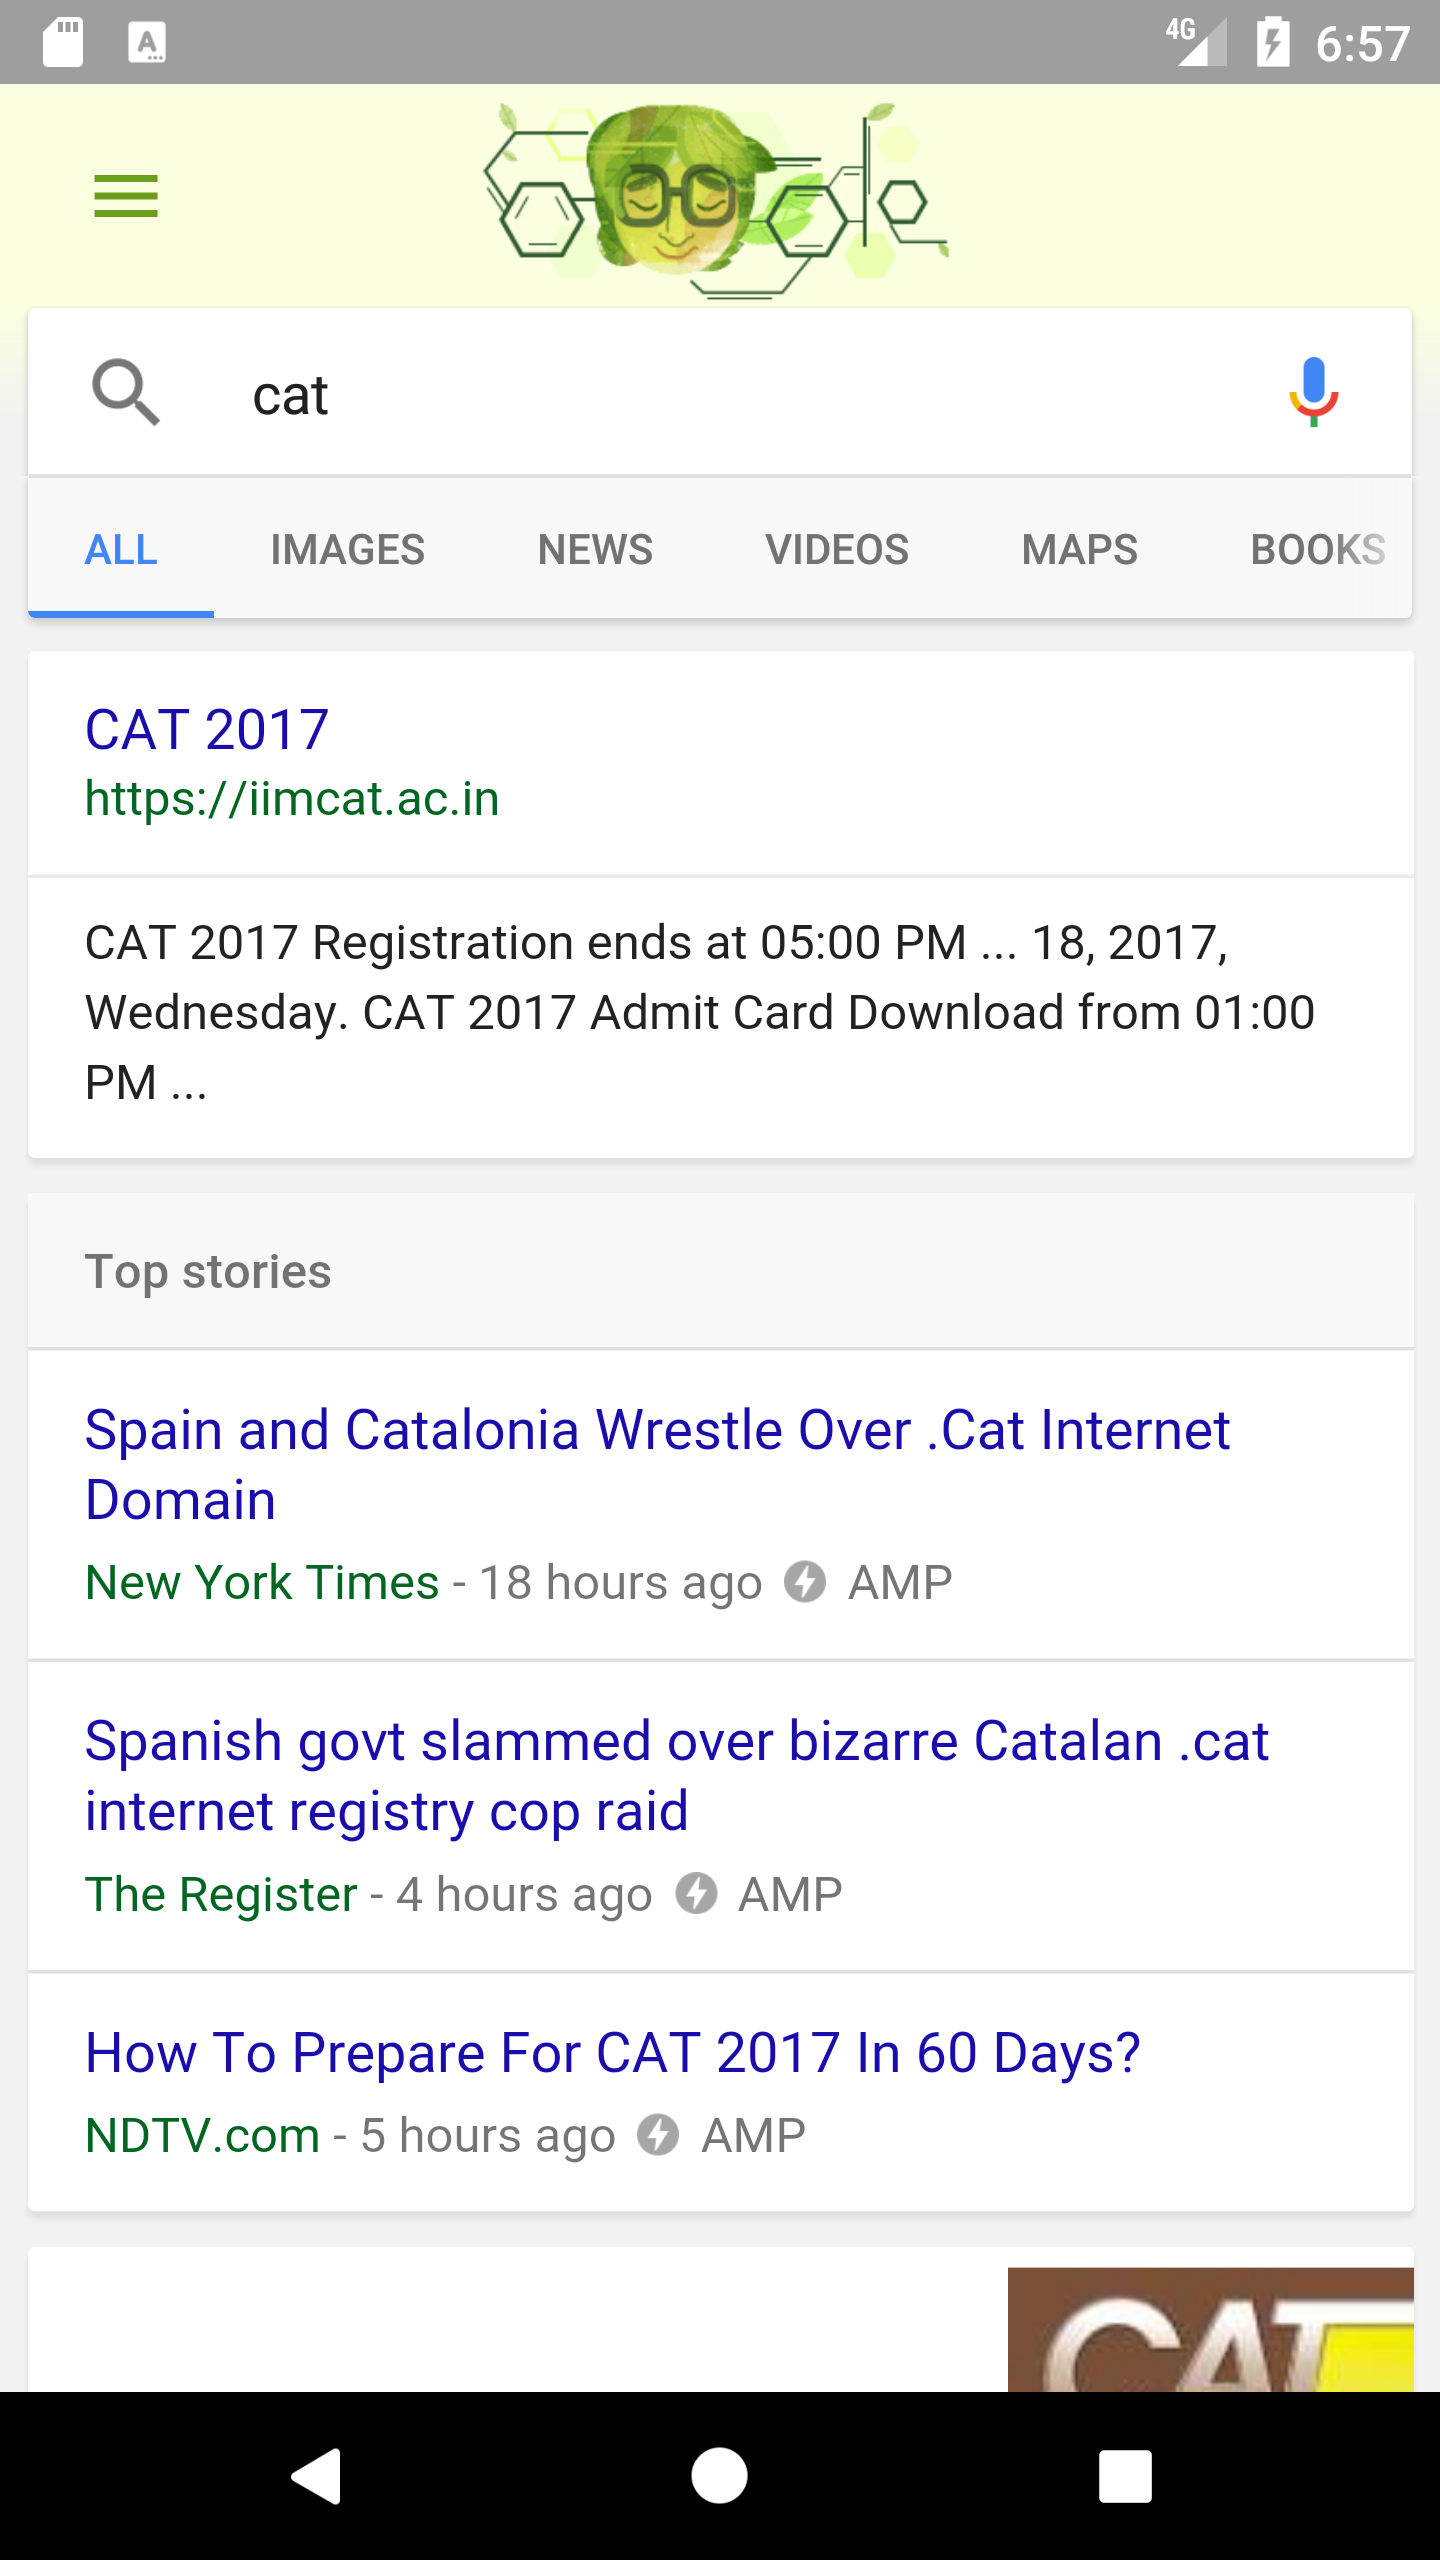 4G 6:57
cat
ALL IMAGES NEWS VIDEOS MAPS BOOKS
CAT 2017
https://iimcat.ac.in
CAT 2017 Registration ends at 05:00 PM ... 18, 2017,
Wednesday. CAT 2017 Admit Card Download from 01:00
PM ...
Top stories
Spain and Catalonia Wrestle Over .Cat Internet
Domain
New York Times - 18 hours ago AMP
Spanish govt slammed over bizarre Catalan .cat
internet registry cop raid
The Register - 4 hours ago AMP
How To Prepare For CAT 2017 In 60 Days?
NDTV.com - 5 hours ago AMP
CAT